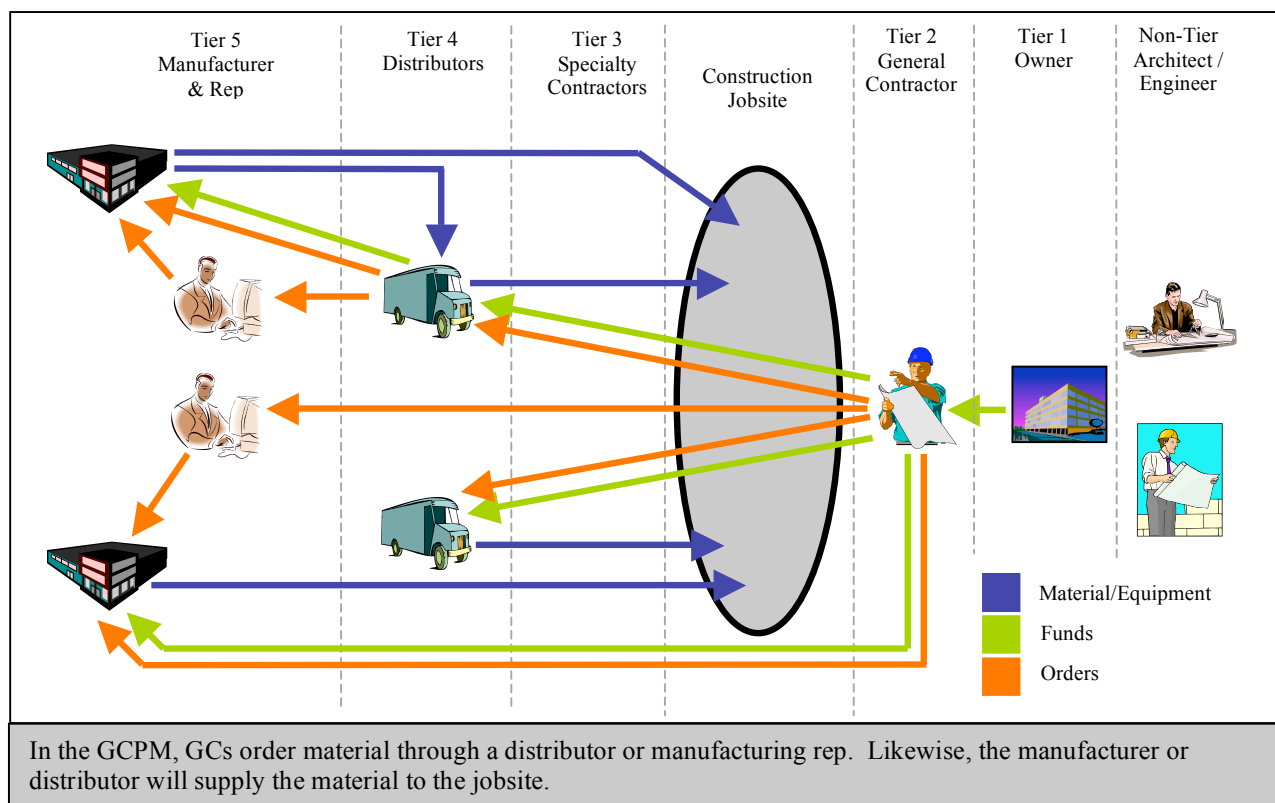 Tier 5
Manufacturer
& Rep
Tier 4
Distributors
Tier 3
Specialty
Contractors
Construction
Jobsite
Tier 2
General
Contractor
Tier 1
Owner
Non-Tier
Architect /
Engineer
Material/Equipment
Funds
Orders
In the GCPM, GCs order material through a distributor or manufacturing rep.  Likewise, the manufacturer or
distributor will supply the material to the jobsite.